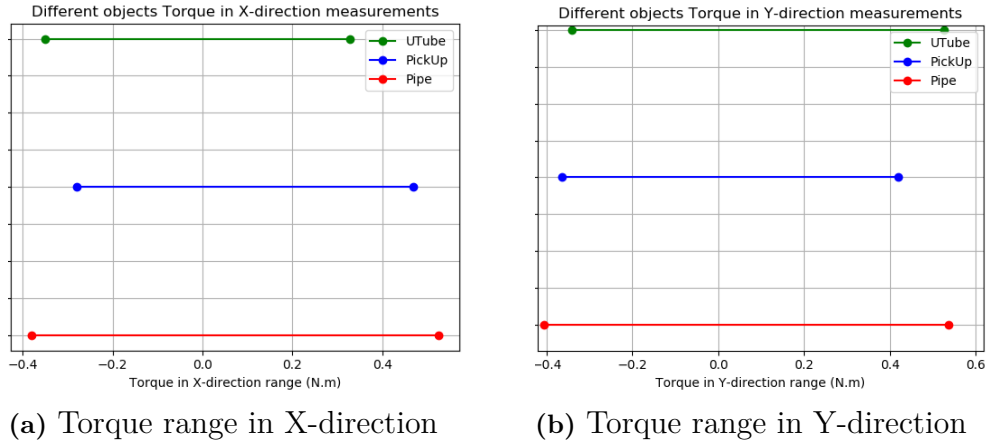 Different objects Torque in X-direction measurements
UTube
PickUp
Pipe
−0.4 −0.2 0.0 0.2 0.4
Torque in X-direction range (N.m)
(a) Torque range in X-direction
Different objects Torque in Y-direction measurements
UTube
PickUp
Pipe
−0.4 −0.2 0.0 0.2 0.4 0.6
Torque in Y-direction range (N.m)
(b) Torque range in Y-direction